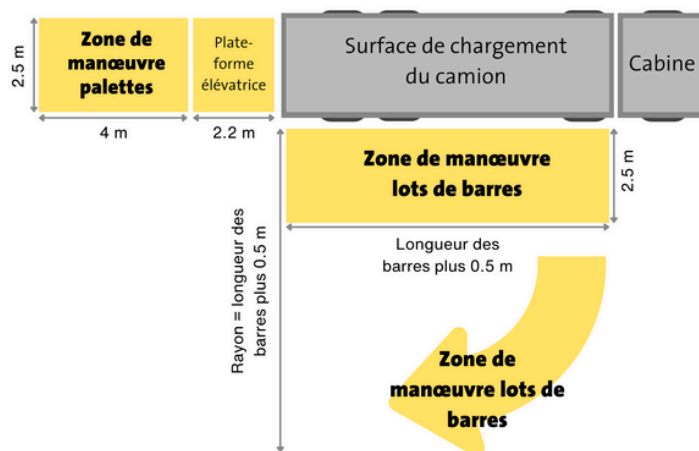 Zone de
manœuvre
palettes
Plate-
forme
élévatrice
Surface de chargement
du camion
Cabine
2.5 m
4 m
2.2 m
Zone de manœuvre
lots de barres
2.5 m
Longueur des
barres plus 0.5 m
Rayon = longueur des
barres plus 0.5 m
Zone de
manœuvre lots de
barres